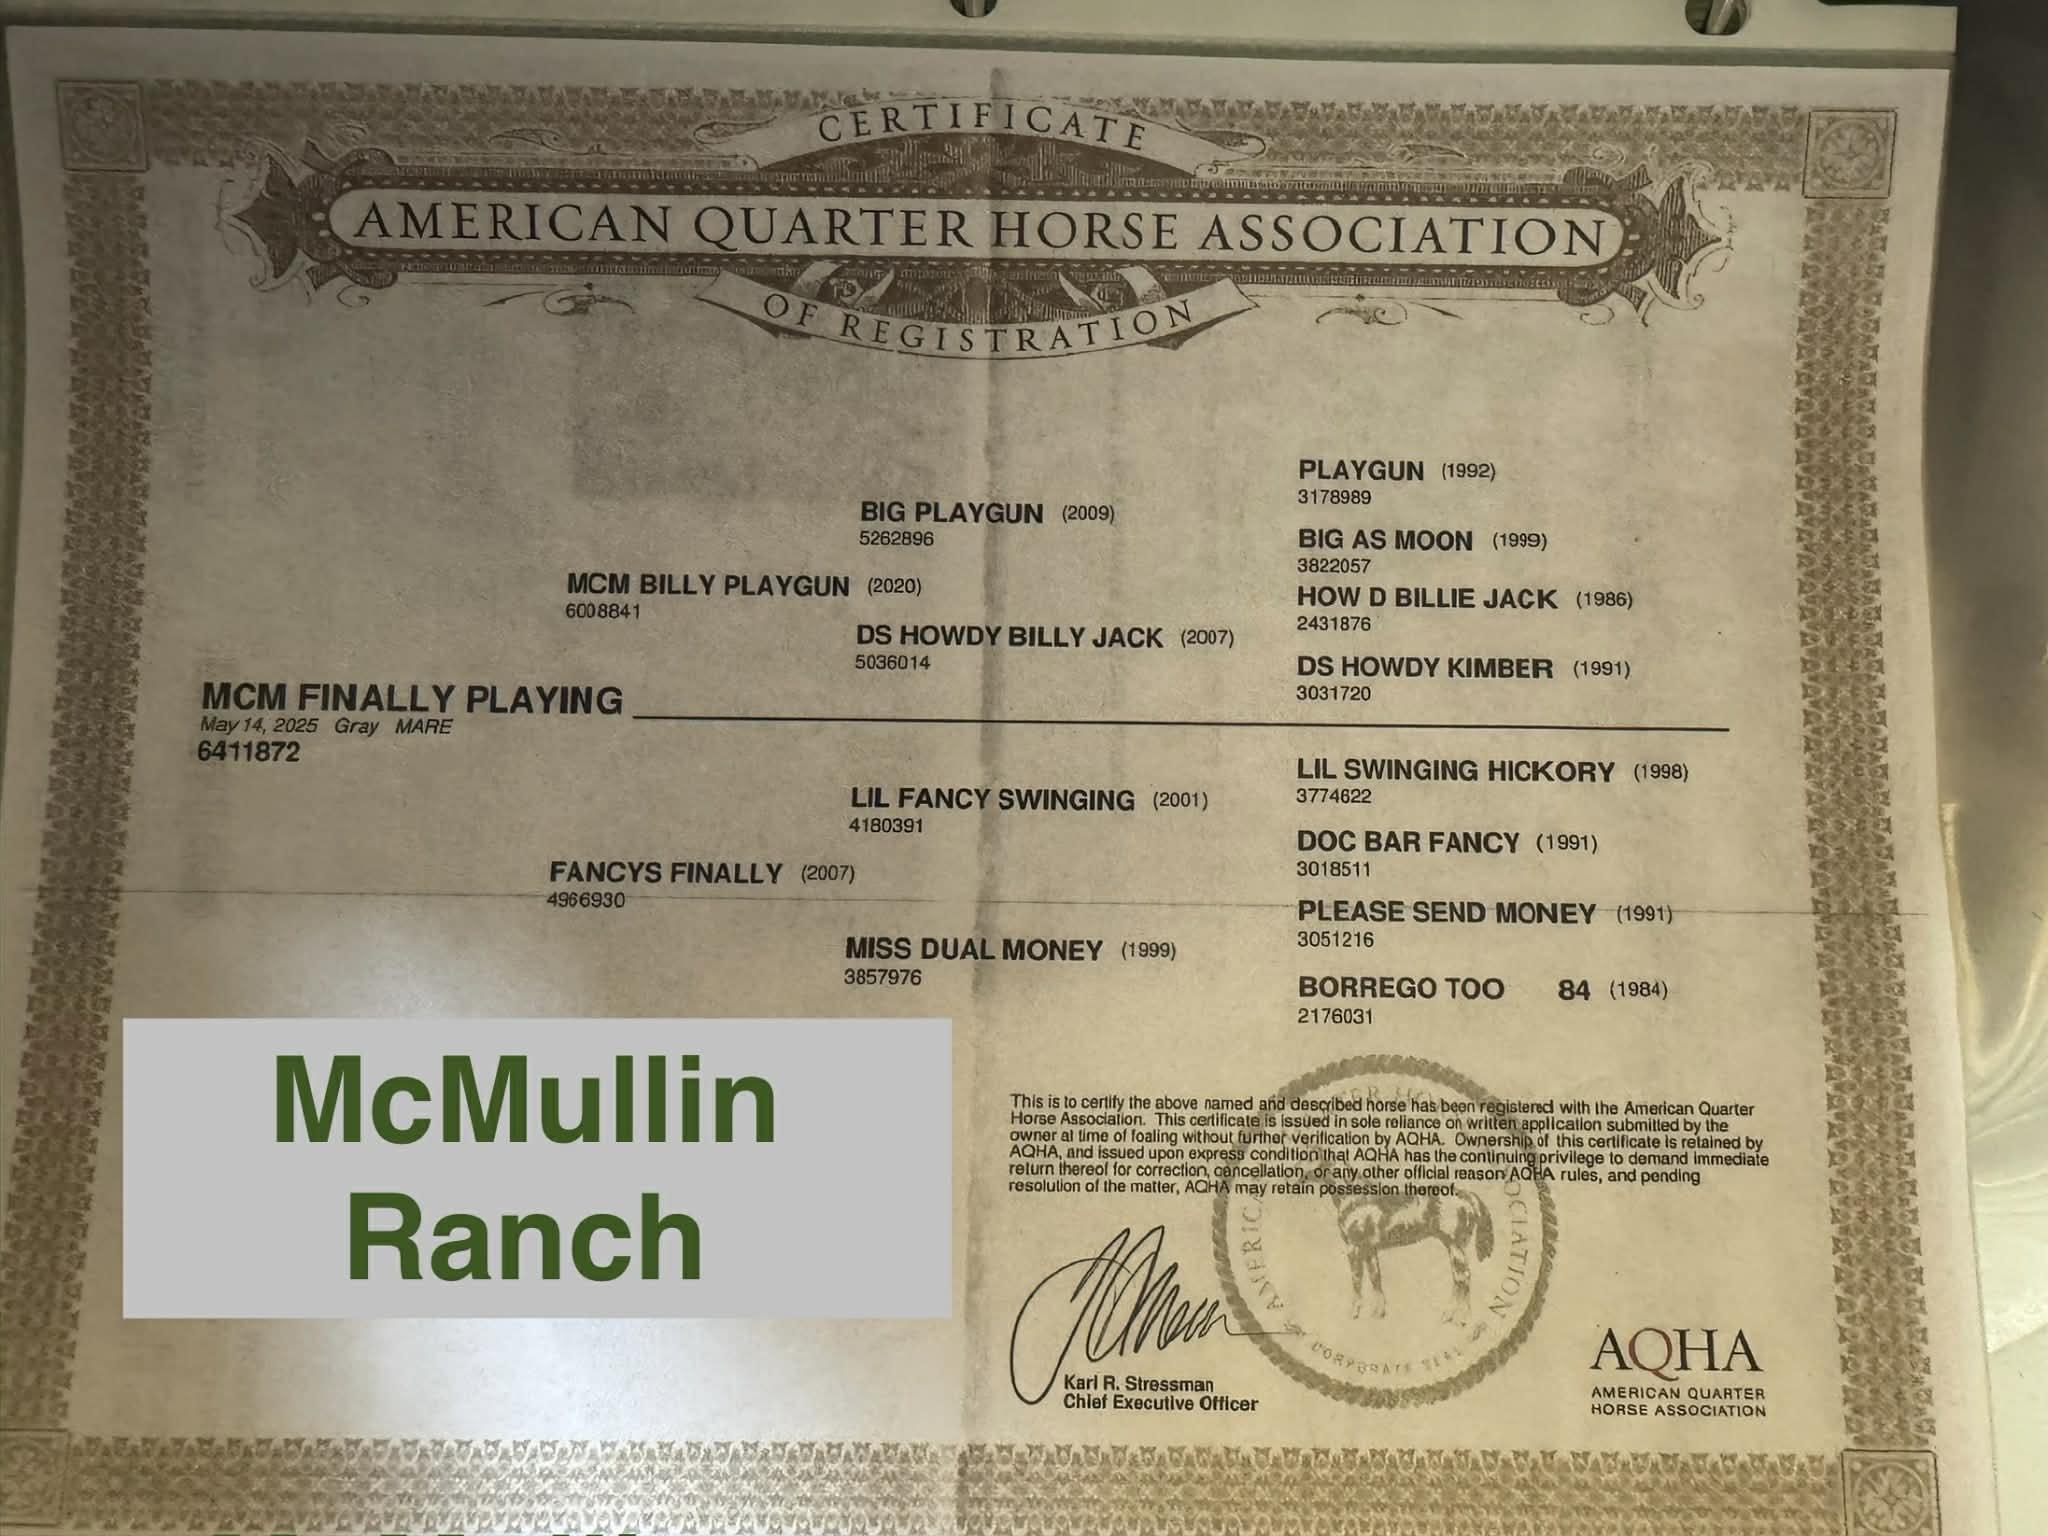 CERTIFICATE
AMERICAN QUARTER HORSE ASSOCIATION
OF REGISTRATION
PLAYGUN (1992)
3178989
BIG PLAYGUN (2009)
5262896
BIG AS MOON (1999)
3822057
MCM BILLY PLAYGUN (2020)
6008841
HOW D BILLIE JACK (1986)
2431876
DS HOWDY BILLY JACK (2007)
5036014
DS HOWDY KIMBER (1991)
3031720
MCM FINALLY PLAYING
May 14, 2025 Gray MARE
6411872
LIL SWINGING HICKORY (1998)
3774622
LIL FANCY SWINGING (2001)
4180391
DOC BAR FANCY (1991)
3018511
FANCYS FINALLY (2007)
4966930
PLEASE SEND MONEY (1991)
3051216
MISS DUAL MONEY (1999)
3857976
BORREGO TOO 84 (1984)
2176031
McMullin
Ranch
This is to certify the above named and described horse has been registered with the American Quarter
Horse Association. This certificate is issued in sole reliance on written application submitted by the
owner at time of foaling without further verification by AQHA. Ownership of this certificate is retained by
AQHA, and issued upon express condition that AQHA has the continuing privilege to demand immediate
return thereof for correction, cancellation, or any other official reason AQHA rules, and pending
resolution of the matter, AQHA may retain possession thereof.
Karl R. Stressman
Chief Executive Officer
CORPORATE SEAL
AQHA
AMERICAN QUARTER
HORSE ASSOCIATION